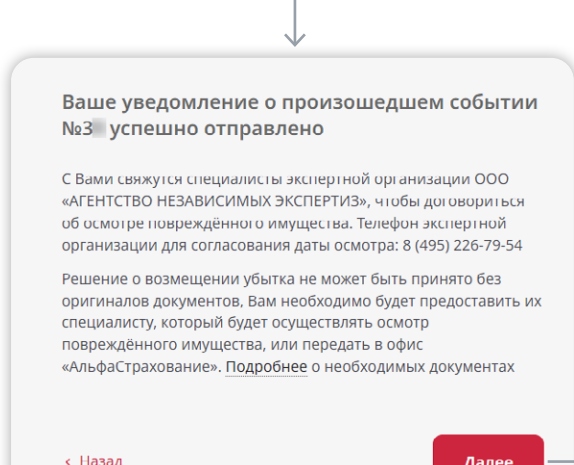 Ваше уведомление о произошедшем событии
№3 успешно отправлено
С Вами свяжутся специалисты экспертной организации ООО
«АГЕНТСТВО НЕЗАВИСИМЫХ ЭКСПЕРТИЗ», чтобы договориться
об осмотре повреждённого имущества. Телефон экспертной
организации для согласования даты осмотра: 8 (495) 226-79-54
Решение о возмещении убытка не может быть принято без
оригиналов документов, Вам необходимо будет предоставить их
специалисту, который будет осуществлять осмотр
повреждённого имущества, или передать в офис
«АльфаСтрахование». Подробнее о необходимых документах
‹ Назад
Далее